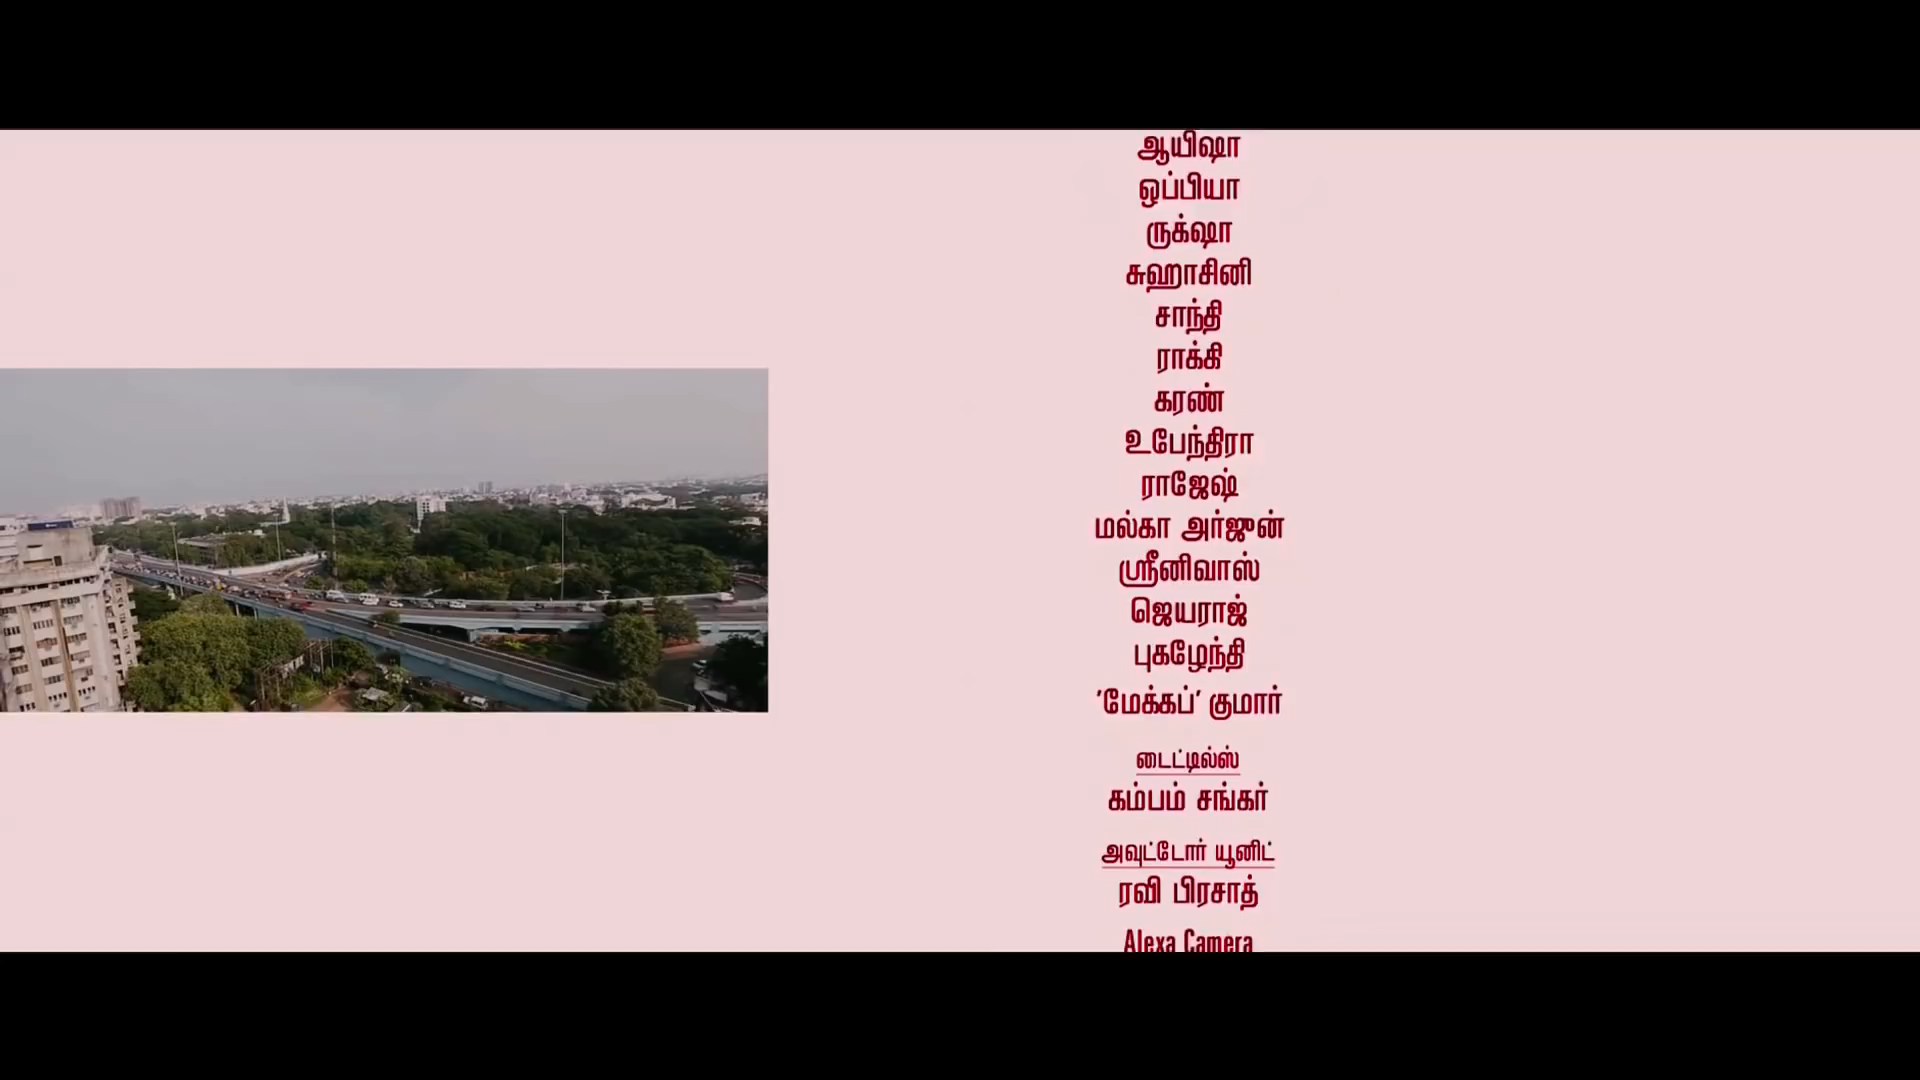 ஆயிஷா
ஒப்பியா
ருக்‌ஷா
சுஹாசினி
சாந்தி
ராக்கி
கரண்
உபேந்திரா
ராஜேஷ்
மல்கா அர்ஜுன்
ஸ்ரீனிவாஸ்
ஜெயராஜ்
புகழேந்தி
'மேக்கப்' குமார்
டைட்டில்ஸ்
கம்பம் சங்கர்
அவுட்டோர் யூனிட்
ரவி பிரசாத்
Alexa Camera